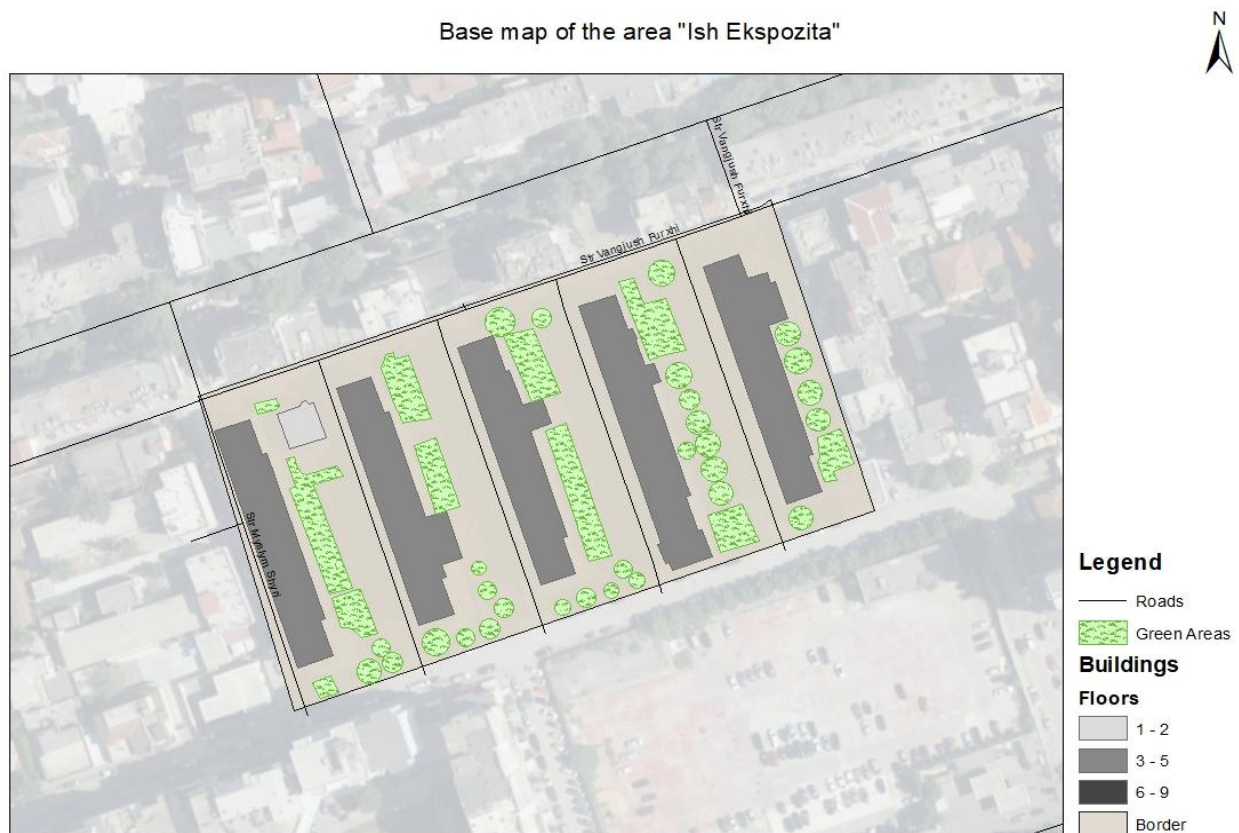 Base map of the area "Ish Ekspozita"
N
Str Vangjush Furxhi
Str Vangjush Furxhi
Str Myslym Shyri
Legend
Roads
Green Areas
Buildings
Floors
1 - 2
3 - 5
6 - 9
Border